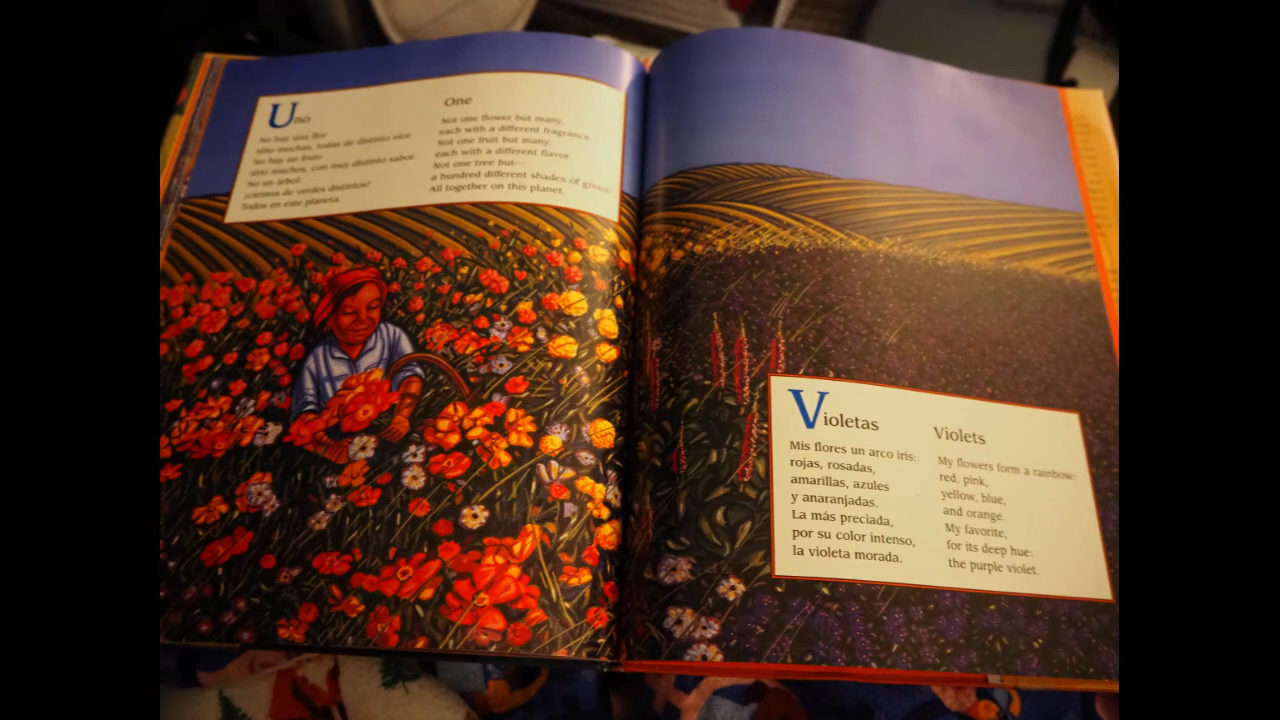 Uno
No hay una flor
sino muchas, todas de distinto olor.
No hay un fruto
sino muchos, con muy distinto sabor.
No un árbol:
¡cientos de verdes distintos!
Todos en este planeta.
One
Not one flower but many,
each with a different fragrance.
Not one fruit but many,
each with a different flavor.
Not one tree but—
a hundred different shades of green!
All together on this planet.
Violetas
Mis flores un arco iris:
rojas, rosadas,
amarillas, azules
y anaranjadas.
La más preciada,
por su color intenso,
la violeta morada.
Violets
My flowers form a rainbow:
red, pink,
yellow, blue,
and orange.
My favorite,
for its deep hue:
the purple violet.